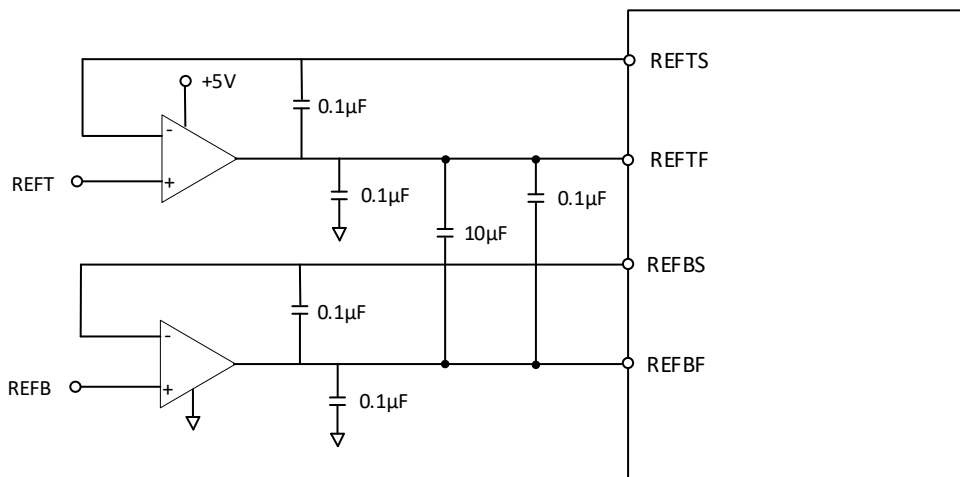 REFTS
+5V
0.1μF
-
REFTF
REFT
+
0.1μF
0.1μF
10μF
REFBS
0.1μF
-
REFBF
REFB
+
0.1μF